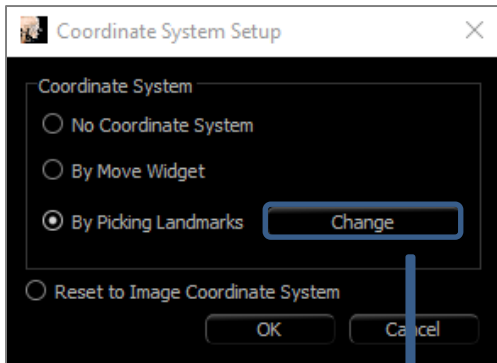 Coordinate System Setup
Coordinate System
No Coordinate System
By Move Widget
By Picking Landmarks Change
Reset to Image Coordinate System
OK Cancel